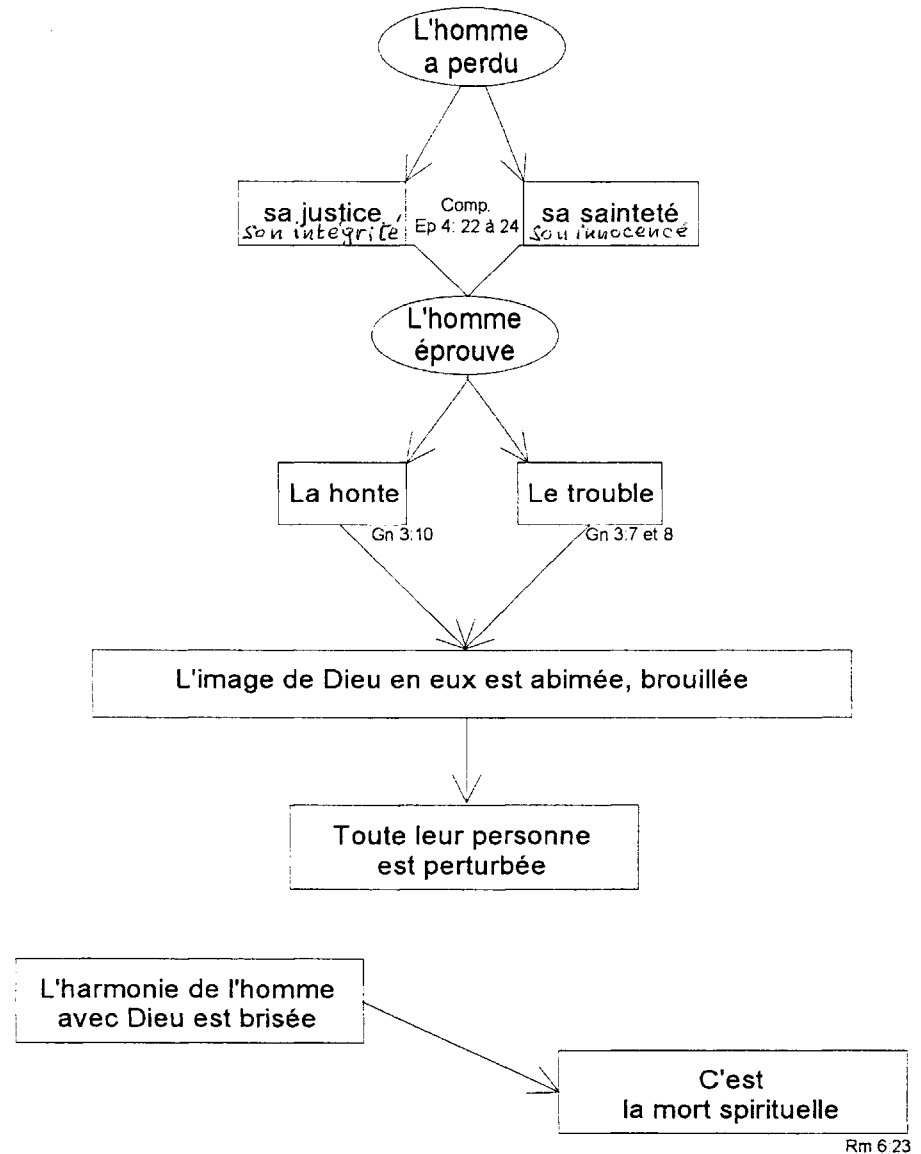 L'homme
a perdu
sa justice
son intégrité
Comp.
Ep 4: 22 à 24
sa sainteté
son innocence
L'homme
éprouve
La honte
Gn 3:10
Le trouble
Gn 3:7 et 8
L'image de Dieu en eux est abimée, brouillée
Toute leur personne
est perturbée
L'harmonie de l'homme
avec Dieu est brisée
C'est
la mort spirituelle
Rm 6:23